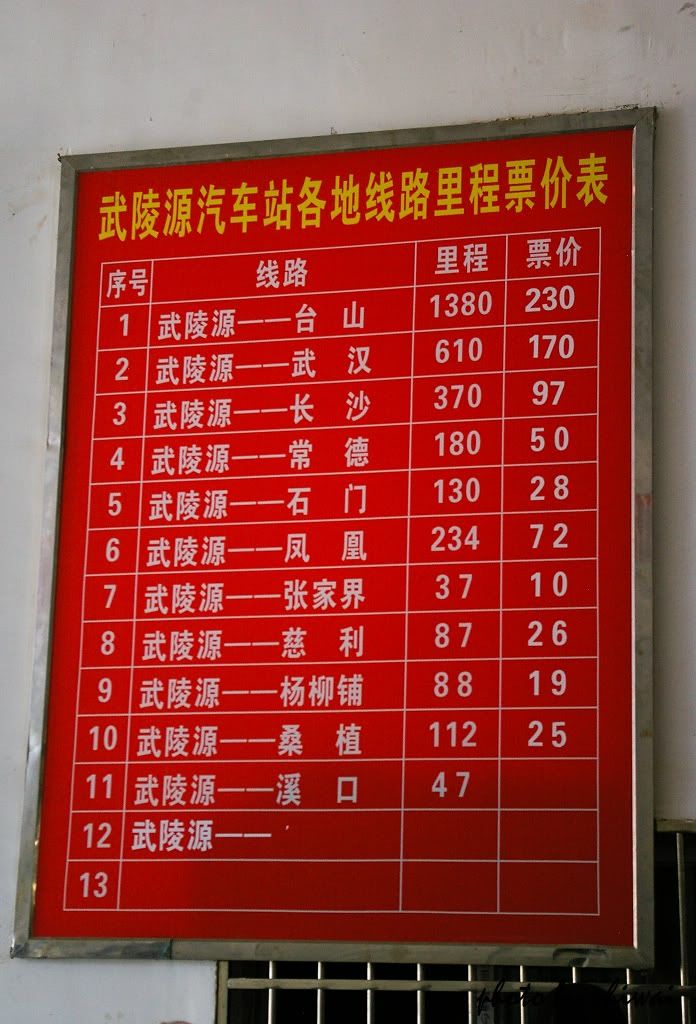 武陵源汽车站各地线路里程票价表
序号 线路 里程 票价
1 武陵源——台 山 1380 230
2 武陵源——武 汉 610 170
3 武陵源——长 沙 370 97
4 武陵源——常 德 180 50
5 武陵源——石 门 130 28
6 武陵源——凤 凰 234 72
7 武陵源——张家界 37 10
8 武陵源——慈 利 87 26
9 武陵源——杨柳铺 88 19
10 武陵源——桑 植 112 25
11 武陵源——溪 口 47
12 武陵源——
13
photo